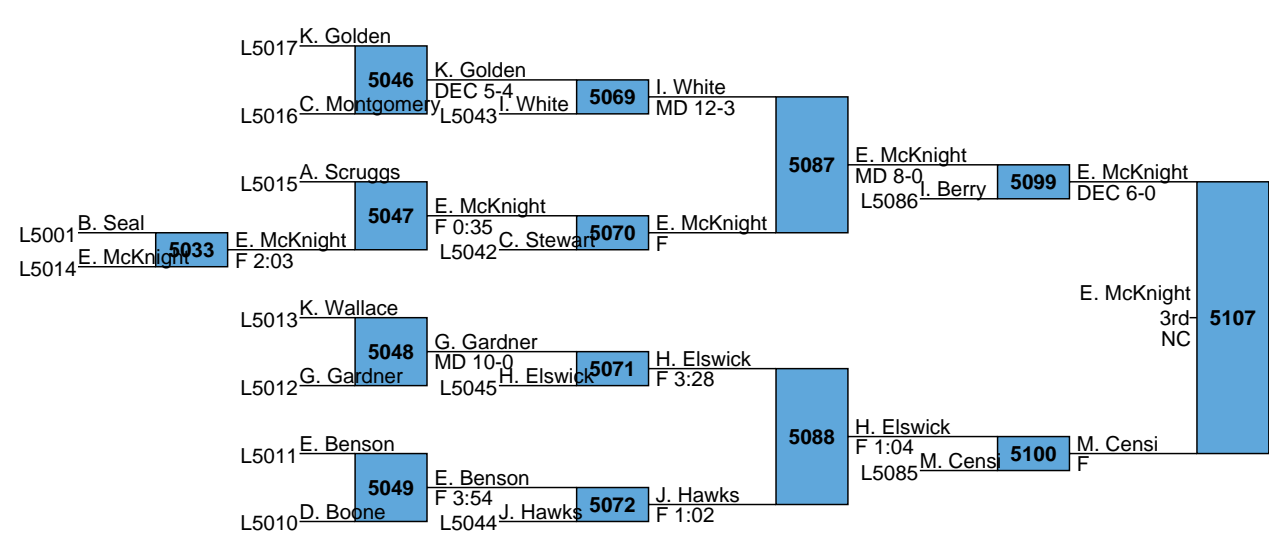 K. Golden
L5017
5046
K. Golden
DEC 5-4
L5016
C. Montgomery
L5043
I. White
5069
I. White
MD 12-3
5087
A. Scruggs
L5015
5047
E. McKnight
F 0:35
L5001
B. Seal
5033
L5014
E. McKnight
E. McKnight
F 2:03
L5042
C. Stewart
5070
E. McKnight
F
E. McKnight
MD 8-0
L5086
I. Berry
5099
E. McKnight
DEC 6-0
K. Wallace
L5013
5048
G. Gardner
MD 10-0
L5012
G. Gardner
L5045
H. Elswick
5071
H. Elswick
F 3:28
5088
E. Benson
L5011
5049
E. Benson
F 3:54
L5010
D. Boone
L5044
J. Hawks
5072
J. Hawks
F 1:02
H. Elswick
F 1:04
L5085
M. Censi
5100
M. Censi
F
E. McKnight
3rd
NC
5107